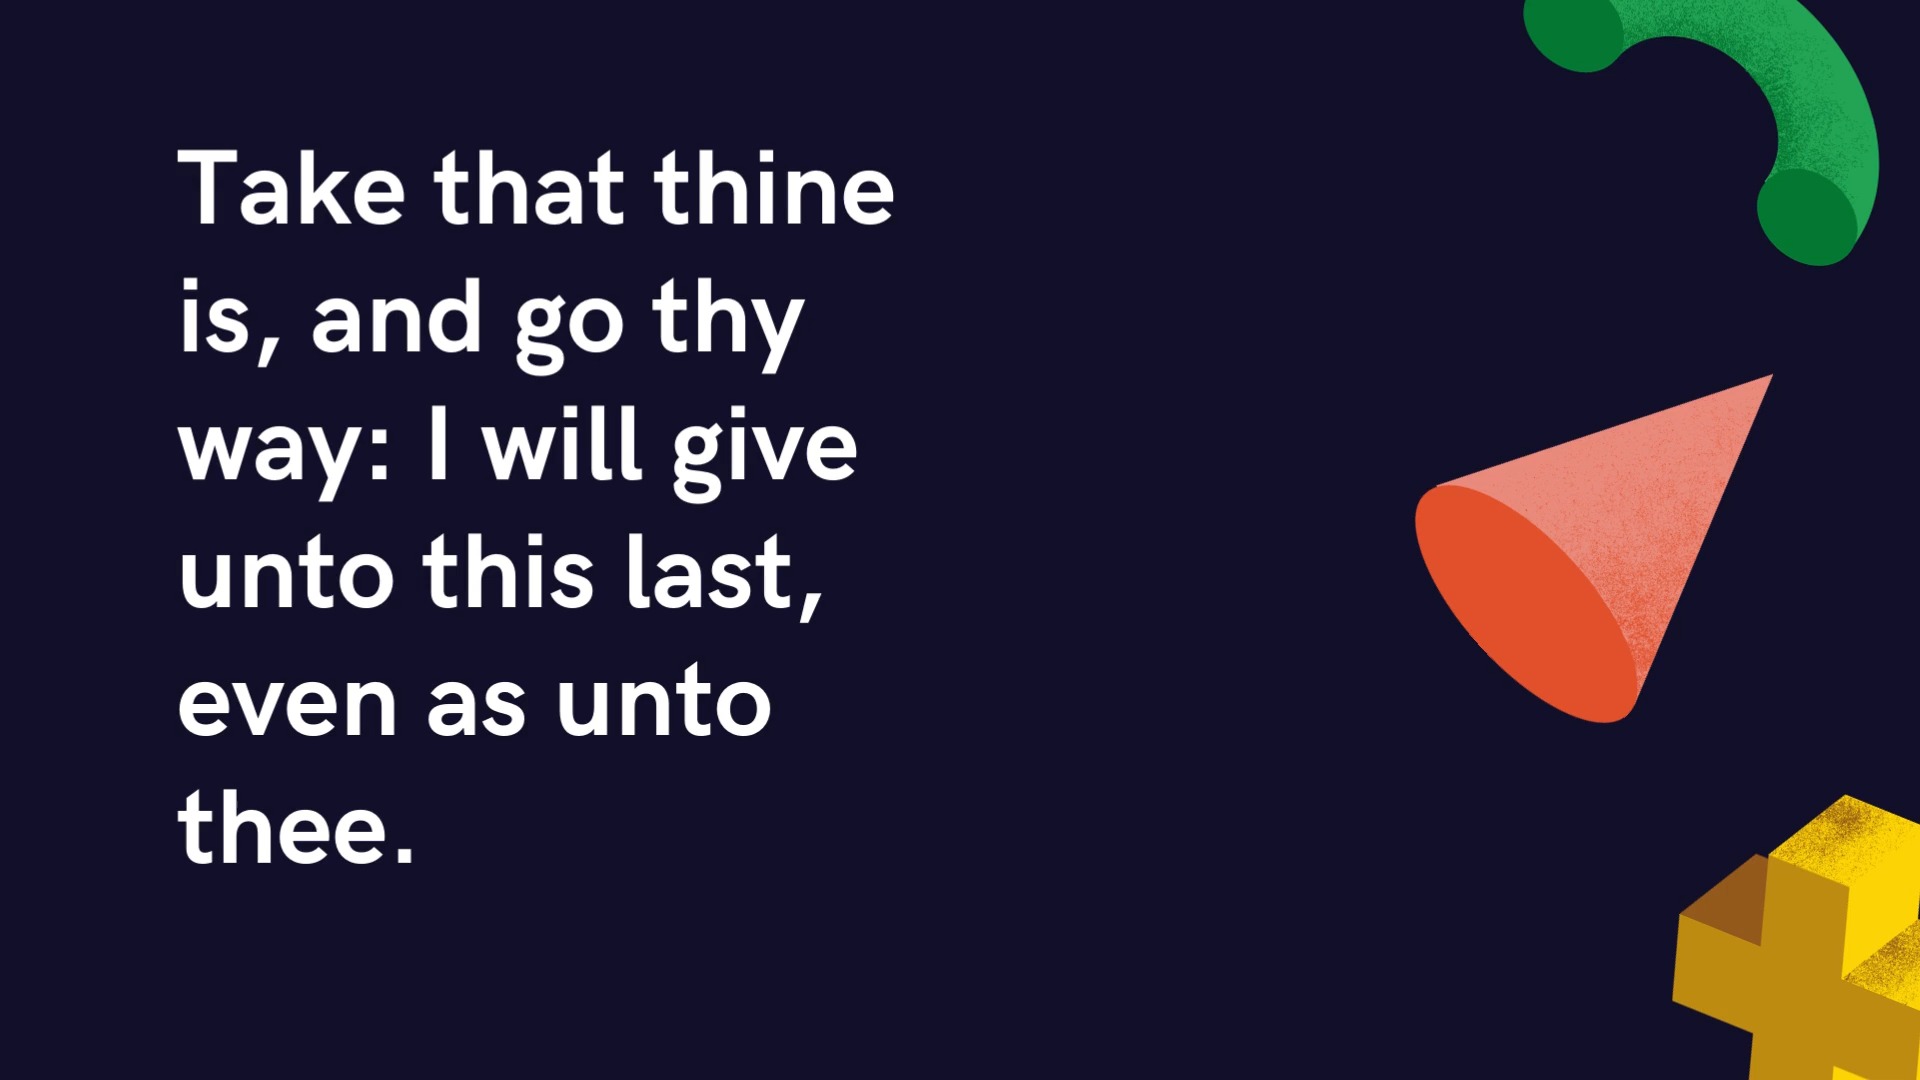 Take that thine
is, and go thy
way: I will give
unto this last,
even as unto
thee.